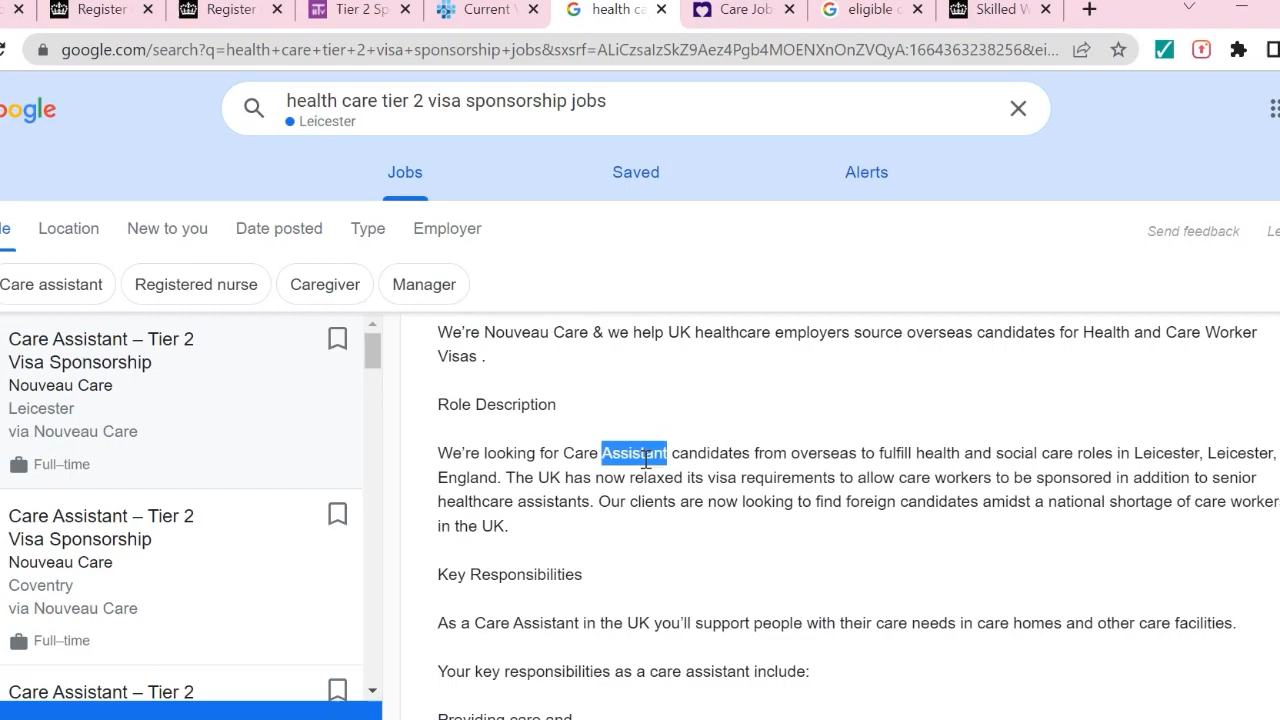 Register
Register
Tier 2 Sp
Current
health ca
Care Job
eligible c
Skilled W
google.com/search?q=health+care+tier+2+visa+sponsorship+jobs&sxsrf=ALiCzsaIzSkZ9Aez4Pgb4MOENXnOnZVQyA:1664363238256&ei...
oogle
health care tier 2 visa sponsorship jobs
Leicester
Jobs
Saved
Alerts
le
Location
New to you
Date posted
Type
Employer
Send feedback
Le
Care assistant
Registered nurse
Caregiver
Manager
Care Assistant – Tier 2
Visa Sponsorship
Nouveau Care
Leicester
via Nouveau Care
Full–time
Care Assistant – Tier 2
Visa Sponsorship
Nouveau Care
Coventry
via Nouveau Care
Full–time
Care Assistant – Tier 2
We’re Nouveau Care & we help UK healthcare employers source overseas candidates for Health and Care Worker
Visas .
Role Description
We’re looking for Care Assistant candidates from overseas to fulfill health and social care roles in Leicester, Leicester,
England. The UK has now relaxed its visa requirements to allow care workers to be sponsored in addition to senior
healthcare assistants. Our clients are now looking to find foreign candidates amidst a national shortage of care workers
in the UK.
Key Responsibilities
As a Care Assistant in the UK you’ll support people with their care needs in care homes and other care facilities.
Your key responsibilities as a care assistant include:
Providing care and